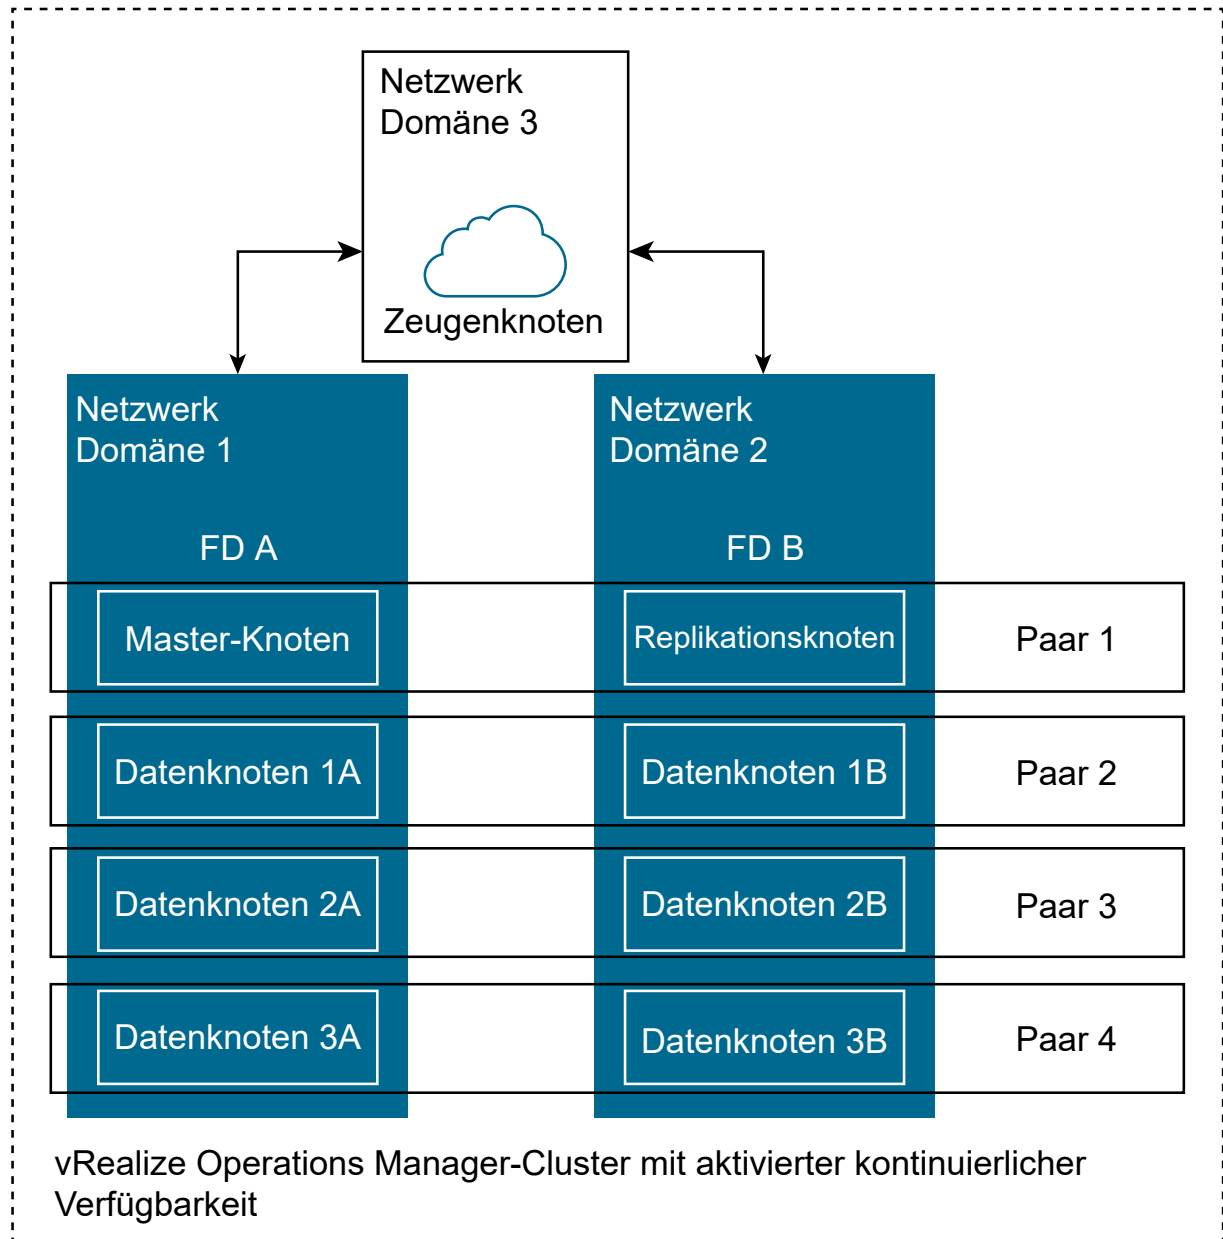 Netzwerk
Domäne 3
Zeugenknoten
Netzwerk
Domäne 1
Netzwerk
Domäne 2
FD A
FD B
Master-Knoten
Replikationsknoten
Paar 1
Datenknoten 1A
Datenknoten 1B
Paar 2
Datenknoten 2A
Datenknoten 2B
Paar 3
Datenknoten 3A
Datenknoten 3B
Paar 4
vRealize Operations Manager-Cluster mit aktivierter kontinuierlicher
Verfügbarkeit